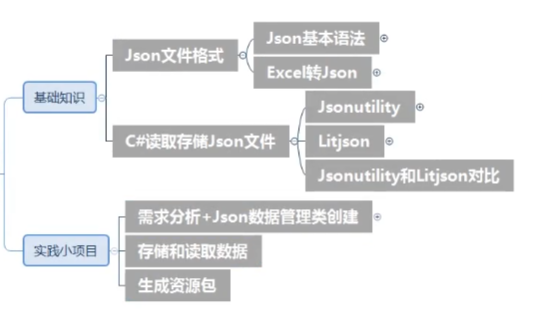 Json基本语法
Json文件格式
Excel转Json
基础知识
Jsonutility
C#读取存储Json文件
Litjson
Jsonutility和Litjson对比
需求分析+Json数据管理类创建
实践小项目
存储和读取数据
生成资源包